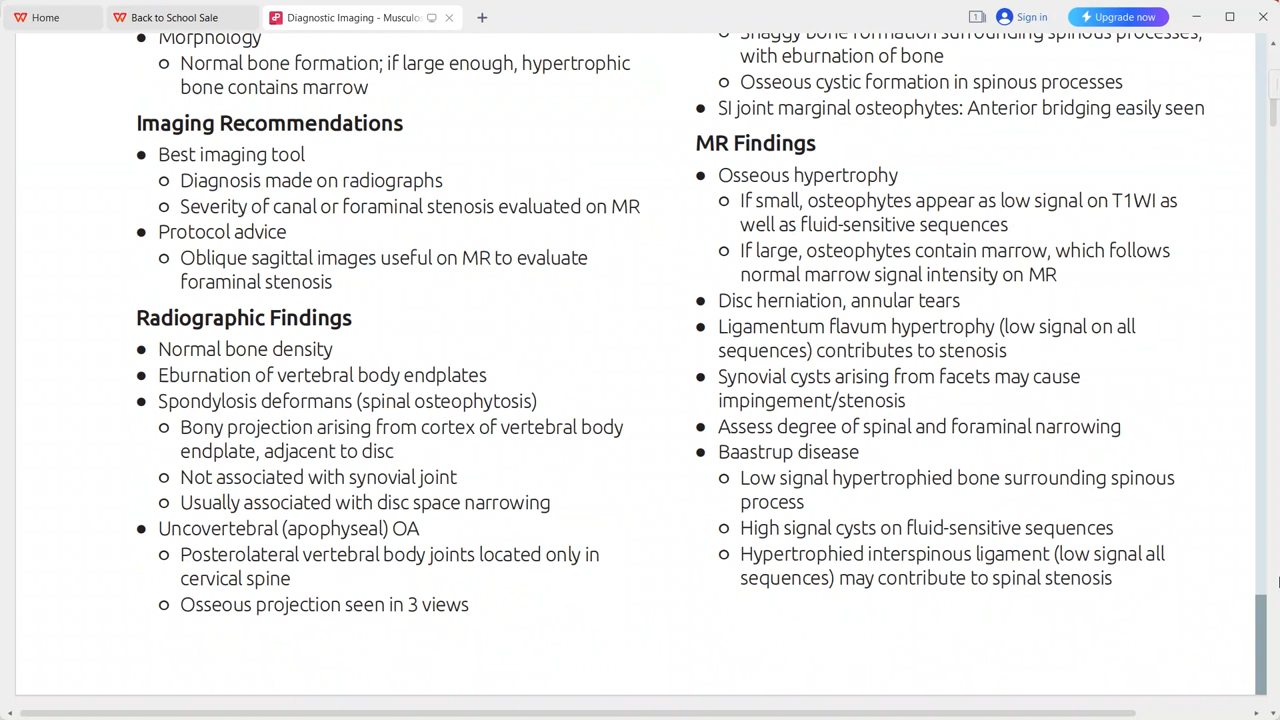 Home
Back to School Sale
Diagnostic Imaging - Musculos
1
Sign in
Upgrade now
Morphology
Normal bone formation; if large enough, hypertrophic
bone contains marrow
Imaging Recommendations
Best imaging tool
Diagnosis made on radiographs
Severity of canal or foraminal stenosis evaluated on MR
Protocol advice
Oblique sagittal images useful on MR to evaluate
foraminal stenosis
Radiographic Findings
Normal bone density
Eburnation of vertebral body endplates
Spondylosis deformans (spinal osteophytosis)
Bony projection arising from cortex of vertebral body
endplate, adjacent to disc
Not associated with synovial joint
Usually associated with disc space narrowing
Uncovertebral (apophyseal) OA
Posterolateral vertebral body joints located only in
cervical spine
Osseous projection seen in 3 views
Shaggy bone formation surrounding spinous processes,
with eburnation of bone
Osseous cystic formation in spinous processes
SI joint marginal osteophytes: Anterior bridging easily seen
MR Findings
Osseous hypertrophy
If small, osteophytes appear as low signal on T1WI as
well as fluid-sensitive sequences
If large, osteophytes contain marrow, which follows
normal marrow signal intensity on MR
Disc herniation, annular tears
Ligamentum flavum hypertrophy (low signal on all
sequences) contributes to stenosis
Synovial cysts arising from facets may cause
impingement/stenosis
Assess degree of spinal and foraminal narrowing
Baastrup disease
Low signal hypertrophied bone surrounding spinous
process
High signal cysts on fluid-sensitive sequences
Hypertrophied interspinous ligament (low signal all
sequences) may contribute to spinal stenosis